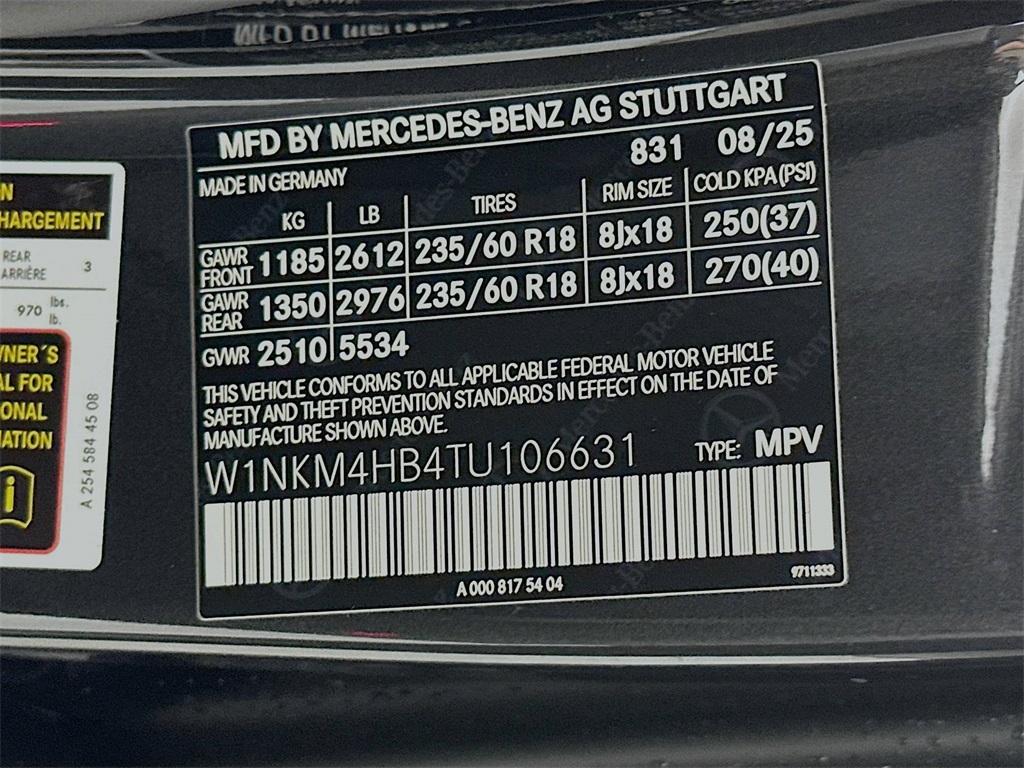 MFD BY MERCEDES-BENZ AG STUTTGART
831 08/25
MADE IN GERMANY
KG LB TIRES RIM SIZE COLD KPA (PSI)
GAWR FRONT 1185 2612 235/60 R18 8Jx18 250(37)
GAWR REAR 1350 2976 235/60 R18 8Jx18 270(40)
GVWR 2510 5534
THIS VEHICLE CONFORMS TO ALL APPLICABLE FEDERAL MOTOR VEHICLE
SAFETY AND THEFT PREVENTION STANDARDS IN EFFECT ON THE DATE OF
MANUFACTURE SHOWN ABOVE.
W1NKM4HB4TU106631 TYPE: MPV
A 000 817 54 04
9711333
HARGEMENT
REAR
ARRIÈRE 3
970 lbs.
lb.
WNER´S
AL FOR
ONAL
MATION
A 254 584 45 08